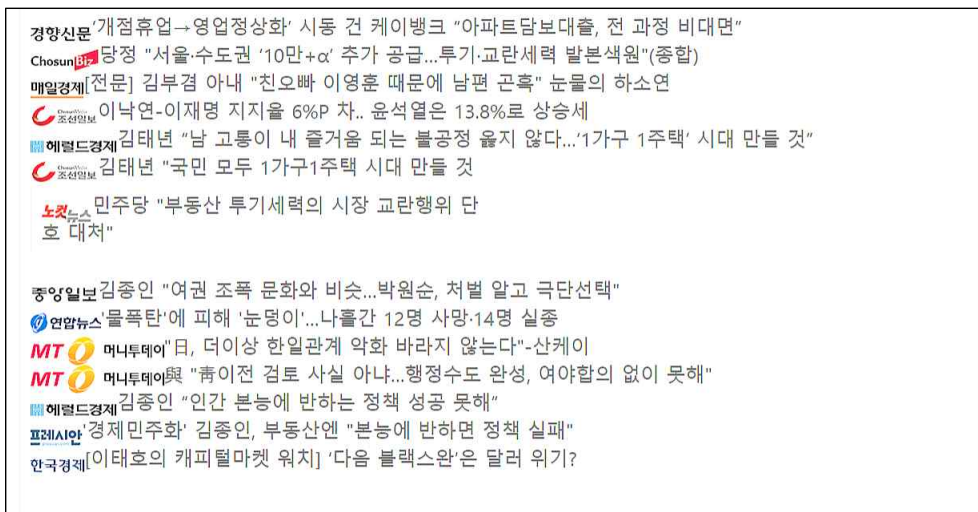 경향신문 '개점휴업→영업정상화' 시동 건 케이뱅크 “아파트담보대출, 전 과정 비대면”
ChosunBiz 당정 "서울·수도권 ‘10만+α’ 추가 공급...투기·교란세력 발본색원"(종합)
매일경제 [전문] 김부겸 아내 "친오빠 이영훈 때문에 남편 곤혹" 눈물의 하소연
조선일보 이낙연-이재명 지지율 6%P 차.. 윤석열은 13.8%로 상승세
헤럴드경제 김태년 “남 고통이 내 즐거움 되는 불공정 옳지 않다...‘1가구 1주택’ 시대 만들 것”
조선일보 김태년 "국민 모두 1가구1주택 시대 만들 것
노컷뉴스 민주당 "부동산 투기세력의 시장 교란행위 단
호 대처"
중앙일보 김종인 "여권 조폭 문화와 비슷...박원순, 처벌 알고 극단선택"
연합뉴스 '물폭탄'에 피해 '눈덩이'...나흘간 12명 사망·14명 실종
MT 머니투데이 "日, 더이상 한일관계 악화 바라지 않는다"-산케이
MT 머니투데이 與 "靑이전 검토 사실 아냐...행정수도 완성, 여야합의 없이 못해"
헤럴드경제 김종인 “인간 본능에 반하는 정책 성공 못해“
프레시안 '경제민주화' 김종인, 부동산엔 "본능에 반하면 정책 실패"
한국경제 [이태호의 캐피털마켓 워치] ‘다음 블랙스완’은 달러 위기?